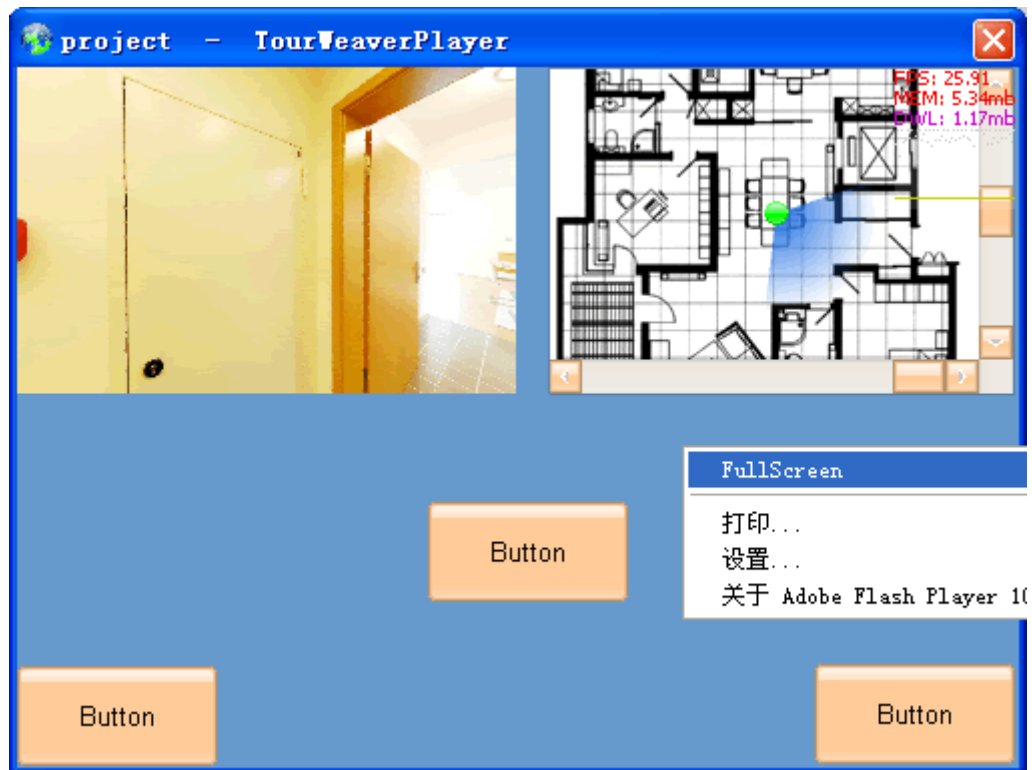 project - TourWeaverPlayer
FPS: 25.91
MEM: 5.34mb
DWL: 1.17mb
FullScreen
打印...
设置...
关于 Adobe Flash Player 10
Button
Button
Button